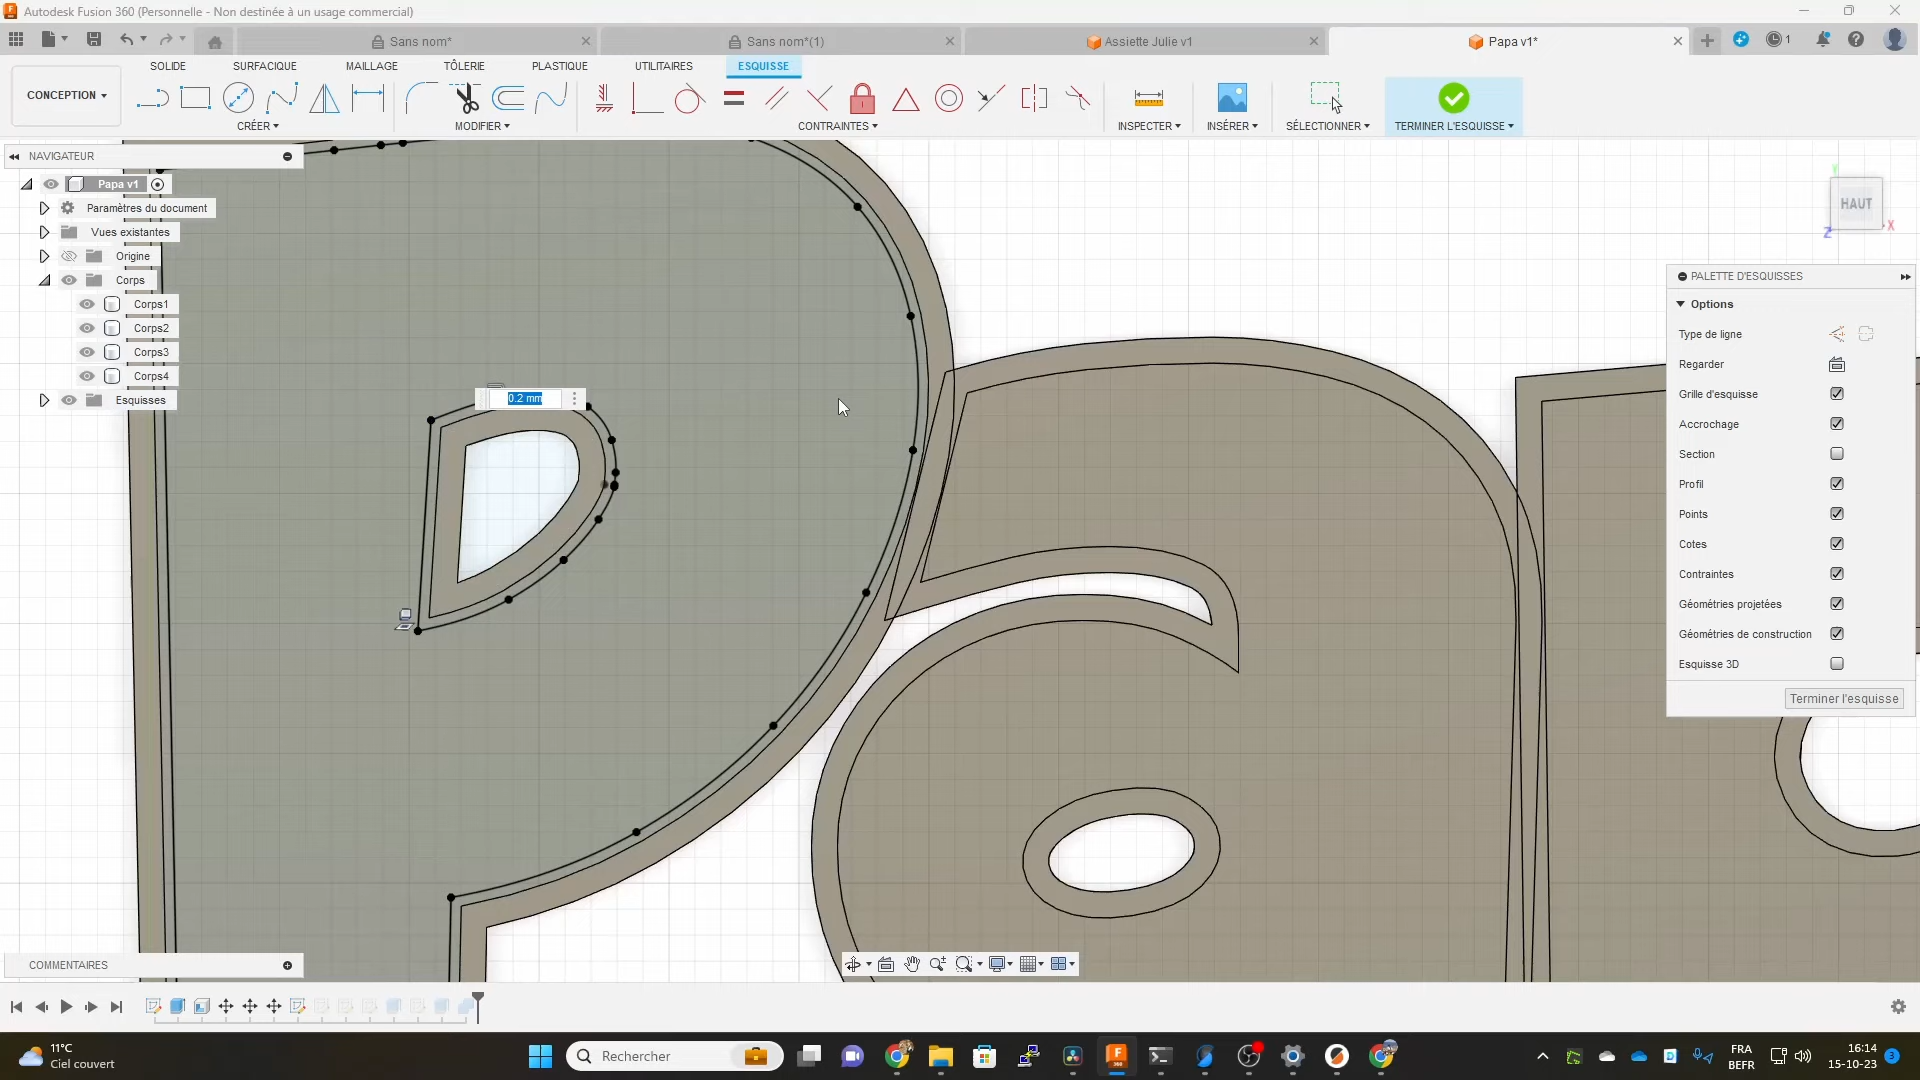 Autodesk Fusion 360 (Personnelle - Non destinée à un usage commercial)
Sans nom*
Sans nom*(1)
Assiette Julie v1
Papa v1*
1
CONCEPTION
SOLIDE
SURFACIQUE
MAILLAGE
TÔLERIE
PLASTIQUE
UTILITAIRES
ESQUISSE
CRÉER
MODIFIER
CONTRAINTES
INSPECTER
INSÉRER
SÉLECTIONNER
TERMINER L'ESQUISSE
NAVIGATEUR
Papa v1
Paramètres du document
Vues existantes
Origine
Corps
Corps1
Corps2
Corps3
Corps4
Esquisses
0.2 mm
Y
HAUT
X
Z
PALETTE D'ESQUISSES
Options
Type de ligne
Regarder
Grille d'esquisse
Accrochage
Section
Profil
Points
Cotes
Contraintes
Géométries projetées
Géométries de construction
Esquisse 3D
Terminer l'esquisse
COMMENTAIRES
11°C
Ciel couvert
Rechercher
FRA
BEFR
16:14
15-10-23
3